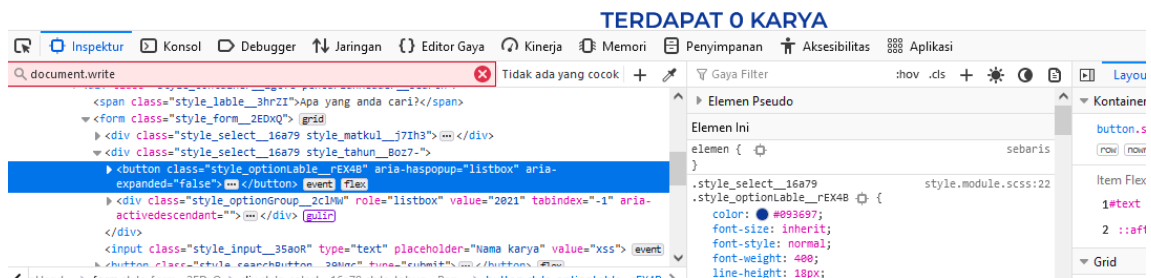 TERDAPAT 0 KARYA
Inspektur Konsol Debugger Jaringan Editor Gaya Kinerja Memori Penyimpanan Aksesibilitas Aplikasi
document.write Tidak ada yang cocok Gaya Filter :hov .cls Layou
<span class="style_lable__3hrZI">Apa yang anda cari?</span>
<form class="style_form__2EDxQ"> grid
<div class="style_select__16a79 style_matkul__j7Ih3"> </div>
<div class="style_select__16a79 style_tahun__Boz7-">
<button class="style_optionLable__rEX4B" aria-haspopup="listbox" aria-
expanded="false"> </button> event flex
<div class="style_optionGroup__2clMW" role="listbox" value="2021" tabindex="-1" aria-
activedescendant=""> </div> gulir
</div>
<input class="style_input__35aoR" type="text" placeholder="Nama karya" value="xss"> event
Elemen Pseudo
Elemen Ini
elemen { sebaris
}
.style_select__16a79 style.module.scss:22
.style_optionLable__rEX4B {
color: #093697;
font-size: inherit;
font-style: normal;
font-weight: 400;
line-height: 18px;
Kontainer
button.s
row nowr
Item Flex
1 #text
2 ::aft
Grid